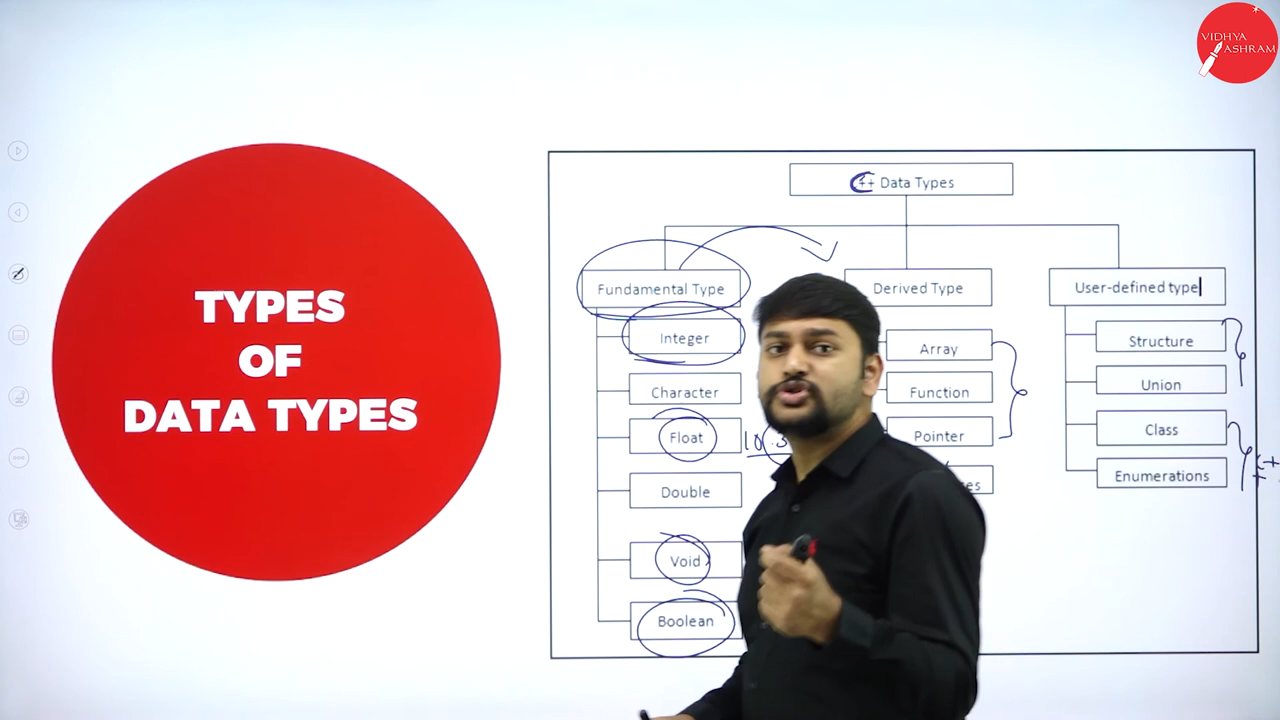 VIDHYA
ASHRAM
TYPES
OF
DATA TYPES
C++ Data Types
Fundamental Type
Derived Type
User-defined type
Integer
Character
Float
Double
Void
Boolean
Array
Function
Pointer
Structure
Union
Class
Enumerations